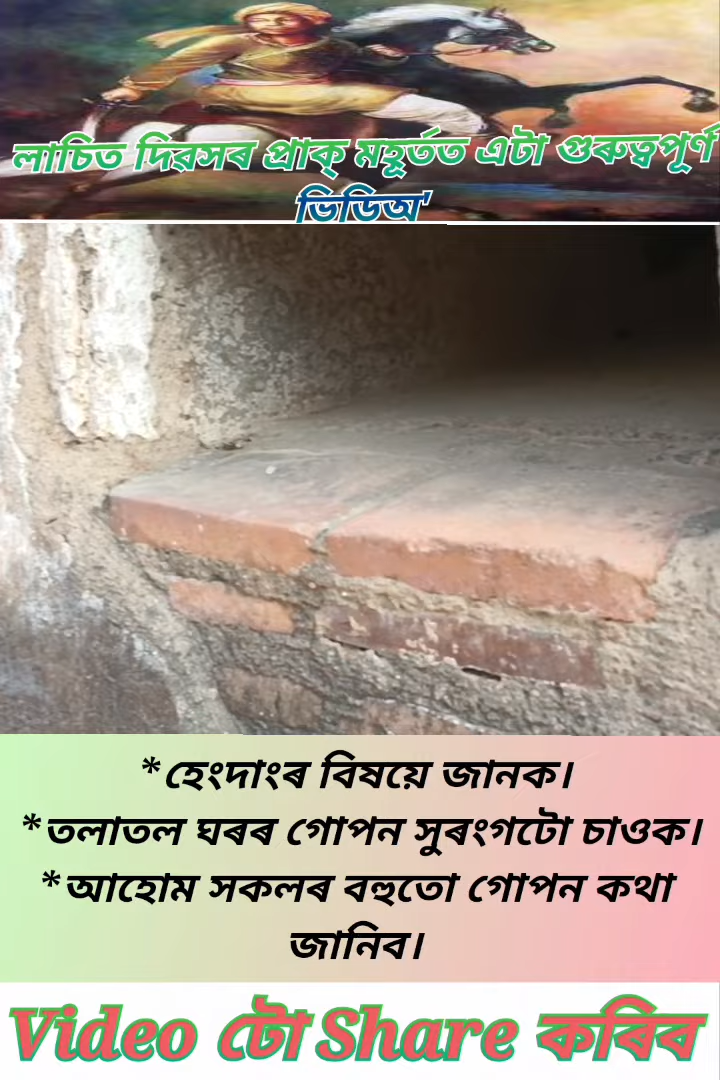 লাচিত দিৱসৰ প্ৰাক্ মহূৰ্তত এটা গুৰুত্বপূৰ্ণ
ভিডিঅ'
*হেংদাংৰ বিষয়ে জানক।
*তলাতল ঘৰৰ গোপন সুৰংগটো চাওক।
*আহোম সকলৰ বহুতো গোপন কথা
জানিব।
Video টো Share কৰিব